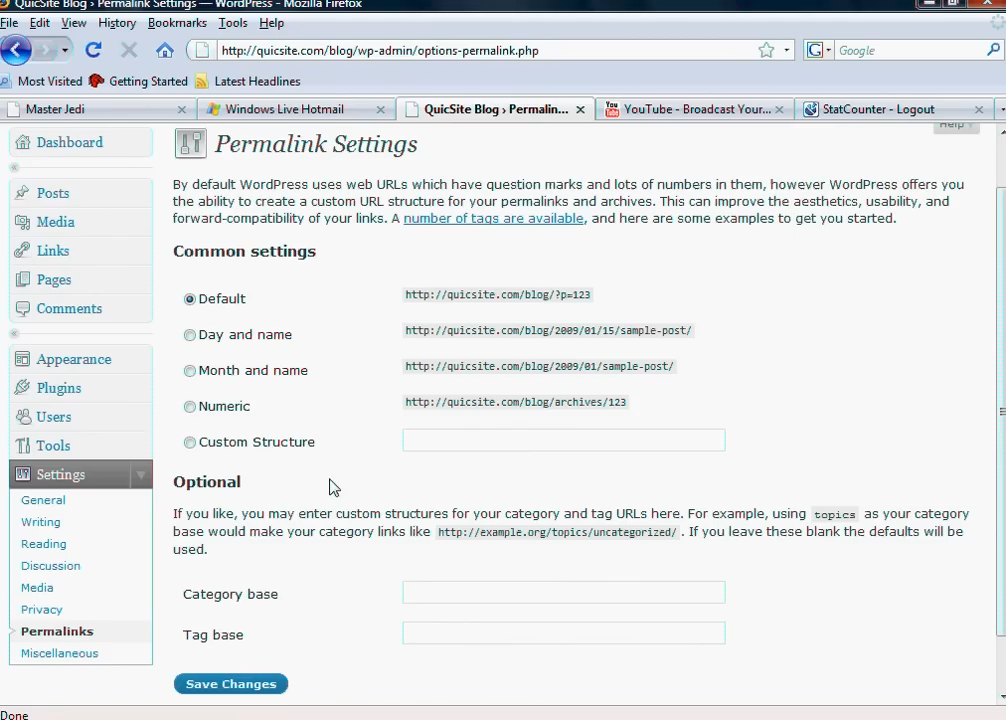 QuicSite Blog › Permalink Settings — WordPress - Mozilla Firefox
File Edit View History Bookmarks Tools Help
http://quicsite.com/blog/wp-admin/options-permalink.php
G Google
Most Visited Getting Started Latest Headlines
Master Jedi Windows Live Hotmail QuicSite Blog › Permalin... YouTube - Broadcast Your... StatCounter - Logout
Help
Dashboard
Posts
Media
Links
Pages
Comments
Appearance
Plugins
Users
Tools
Settings
General
Writing
Reading
Discussion
Media
Privacy
Permalinks
Miscellaneous
Permalink Settings
By default WordPress uses web URLs which have question marks and lots of numbers in them, however WordPress offers you
the ability to create a custom URL structure for your permalinks and archives. This can improve the aesthetics, usability, and
forward-compatibility of your links. A number of tags are available, and here are some examples to get you started.
Common settings
Default http://quicsite.com/blog/?p=123
Day and name http://quicsite.com/blog/2009/01/15/sample-post/
Month and name http://quicsite.com/blog/2009/01/sample-post/
Numeric http://quicsite.com/blog/archives/123
Custom Structure
Optional
If you like, you may enter custom structures for your category and tag URLs here. For example, using topics as your category
base would make your category links like http://example.org/topics/uncategorized/ . If you leave these blank the defaults will be
used.
Category base
Tag base
Save Changes
Done